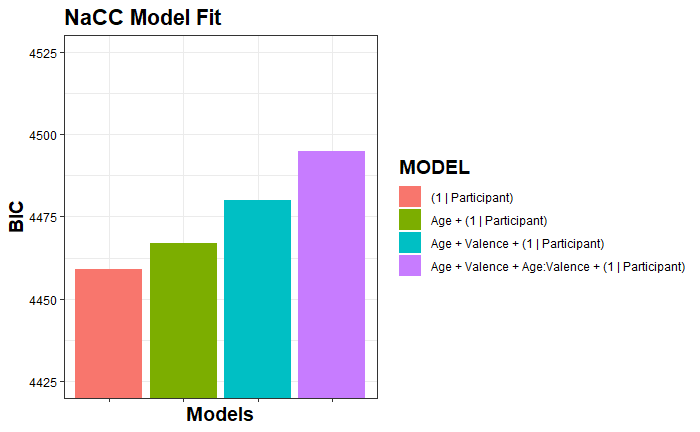 NaCC Model Fit
4525
4500
4475
4450
4425
BIC
Models
MODEL
(1 | Participant)
Age + (1 | Participant)
Age + Valence + (1 | Participant)
Age + Valence + Age:Valence + (1 | Participant)